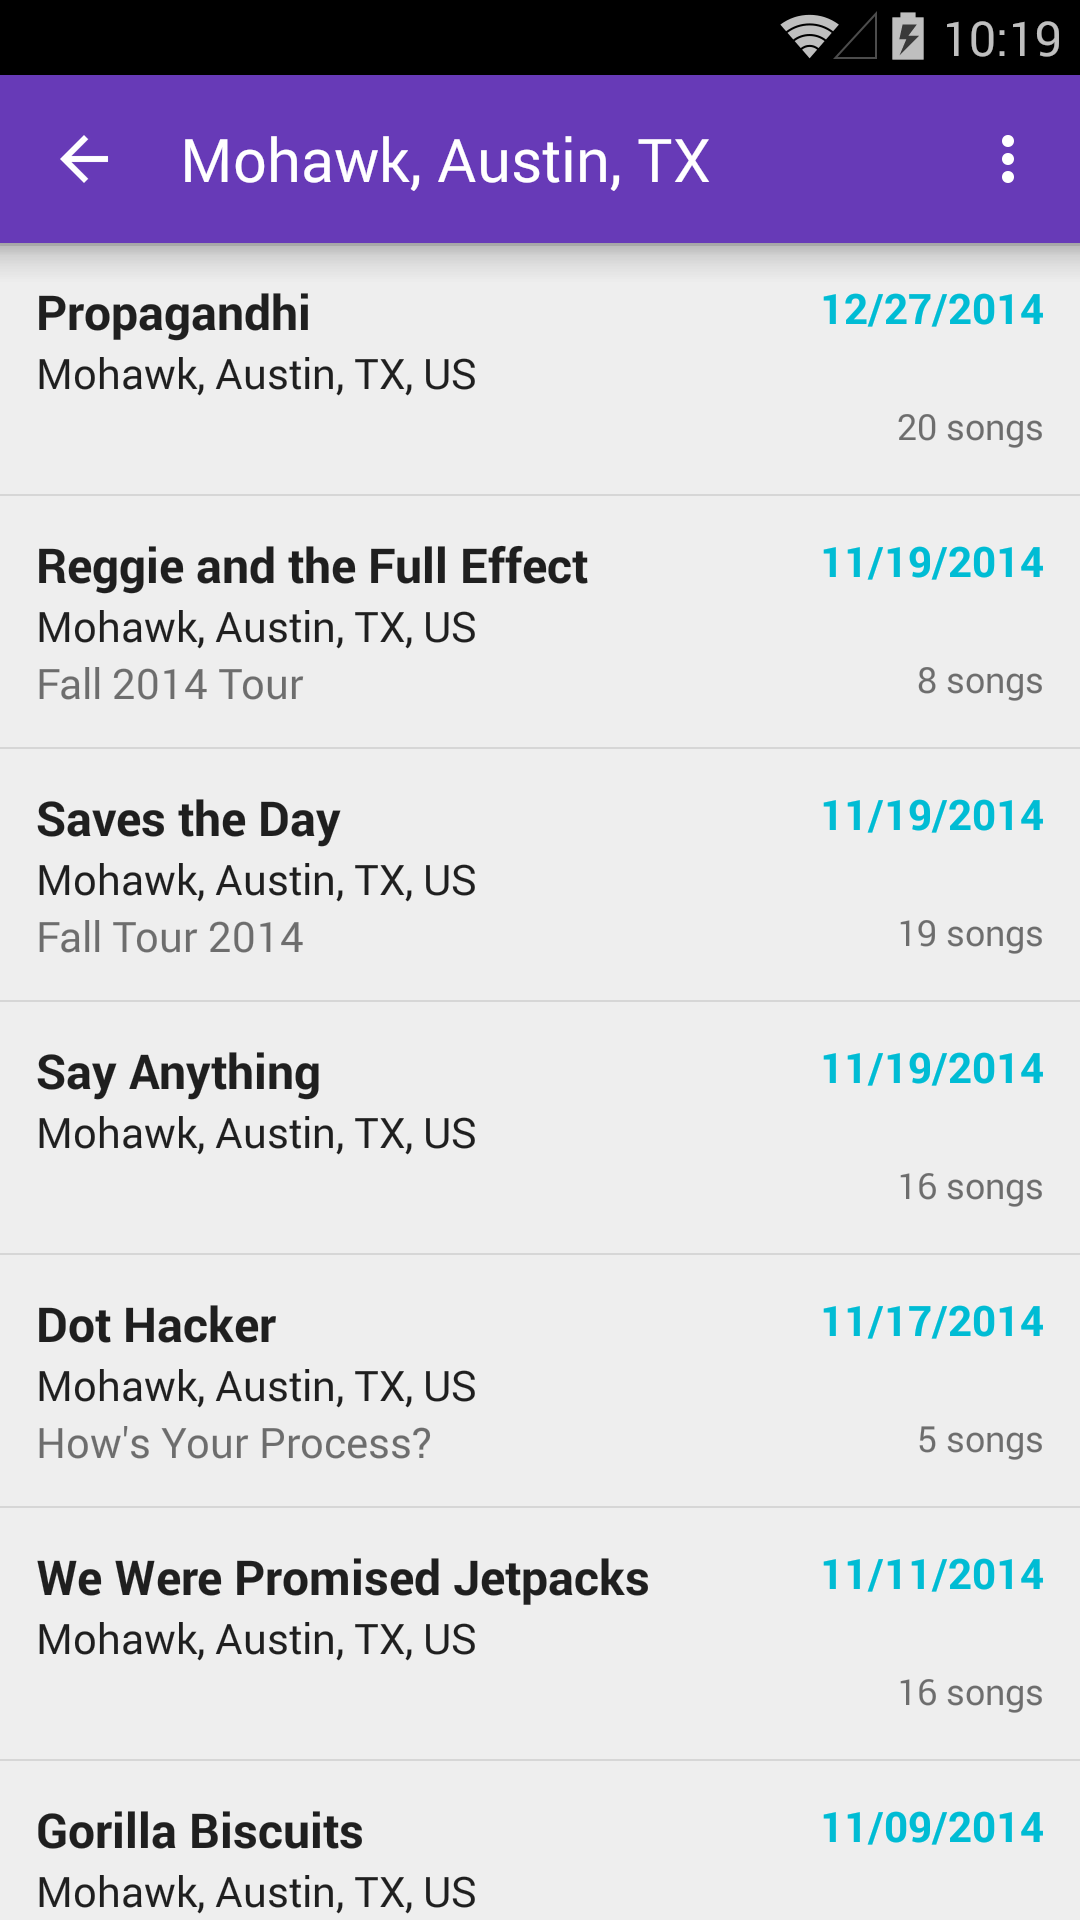 10:19
Mohawk, Austin, TX
Propagandhi
12/27/2014
Mohawk, Austin, TX, US
20 songs
Reggie and the Full Effect
11/19/2014
Mohawk, Austin, TX, US
Fall 2014 Tour
8 songs
Saves the Day
11/19/2014
Mohawk, Austin, TX, US
Fall Tour 2014
19 songs
Say Anything
11/19/2014
Mohawk, Austin, TX, US
16 songs
Dot Hacker
11/17/2014
Mohawk, Austin, TX, US
How's Your Process?
5 songs
We Were Promised Jetpacks
11/11/2014
Mohawk, Austin, TX, US
16 songs
Gorilla Biscuits
11/09/2014
Mohawk, Austin, TX, US